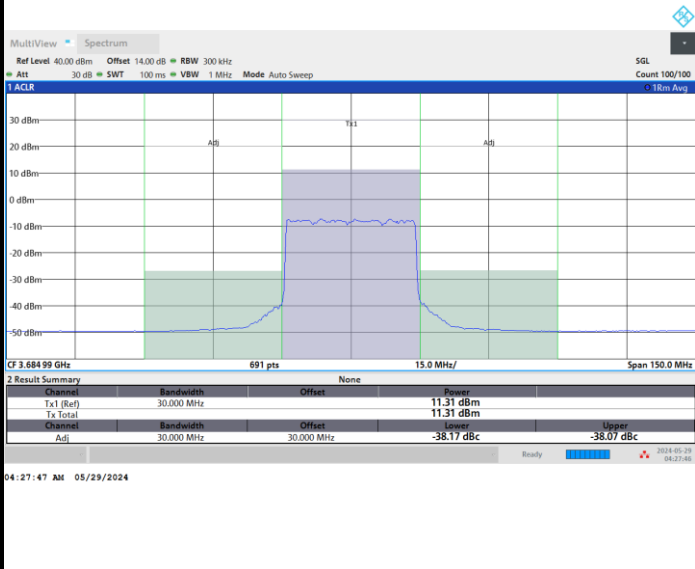 MultiView Spectrum
Ref Level 40.00 dBm Offset 14.00 dB RBW 300 kHz SGL
Att 30 dB SWT 100 ms VBW 1 MHz Mode Auto Sweep Count 100/100
1 ACLR 1Rm Avg
30 dBm Tx1
20 dBm Adj Adj
10 dBm
0 dBm
-10 dBm
-20 dBm
-30 dBm
-40 dBm
-50 dBm
CF 3.684 99 GHz 691 pts 15.0 MHz/ Span 150.0 MHz
2 Result Summary None
Channel Bandwidth Offset Power
Tx1 (Ref) 30.000 MHz 11.31 dBm
Tx Total 11.31 dBm
Channel Bandwidth Offset Lower Upper
Adj 30.000 MHz 30.000 MHz -38.17 dBc -38.07 dBc
Ready 2024-05-29
04:27:48
04:27:47 AM 05/29/2024